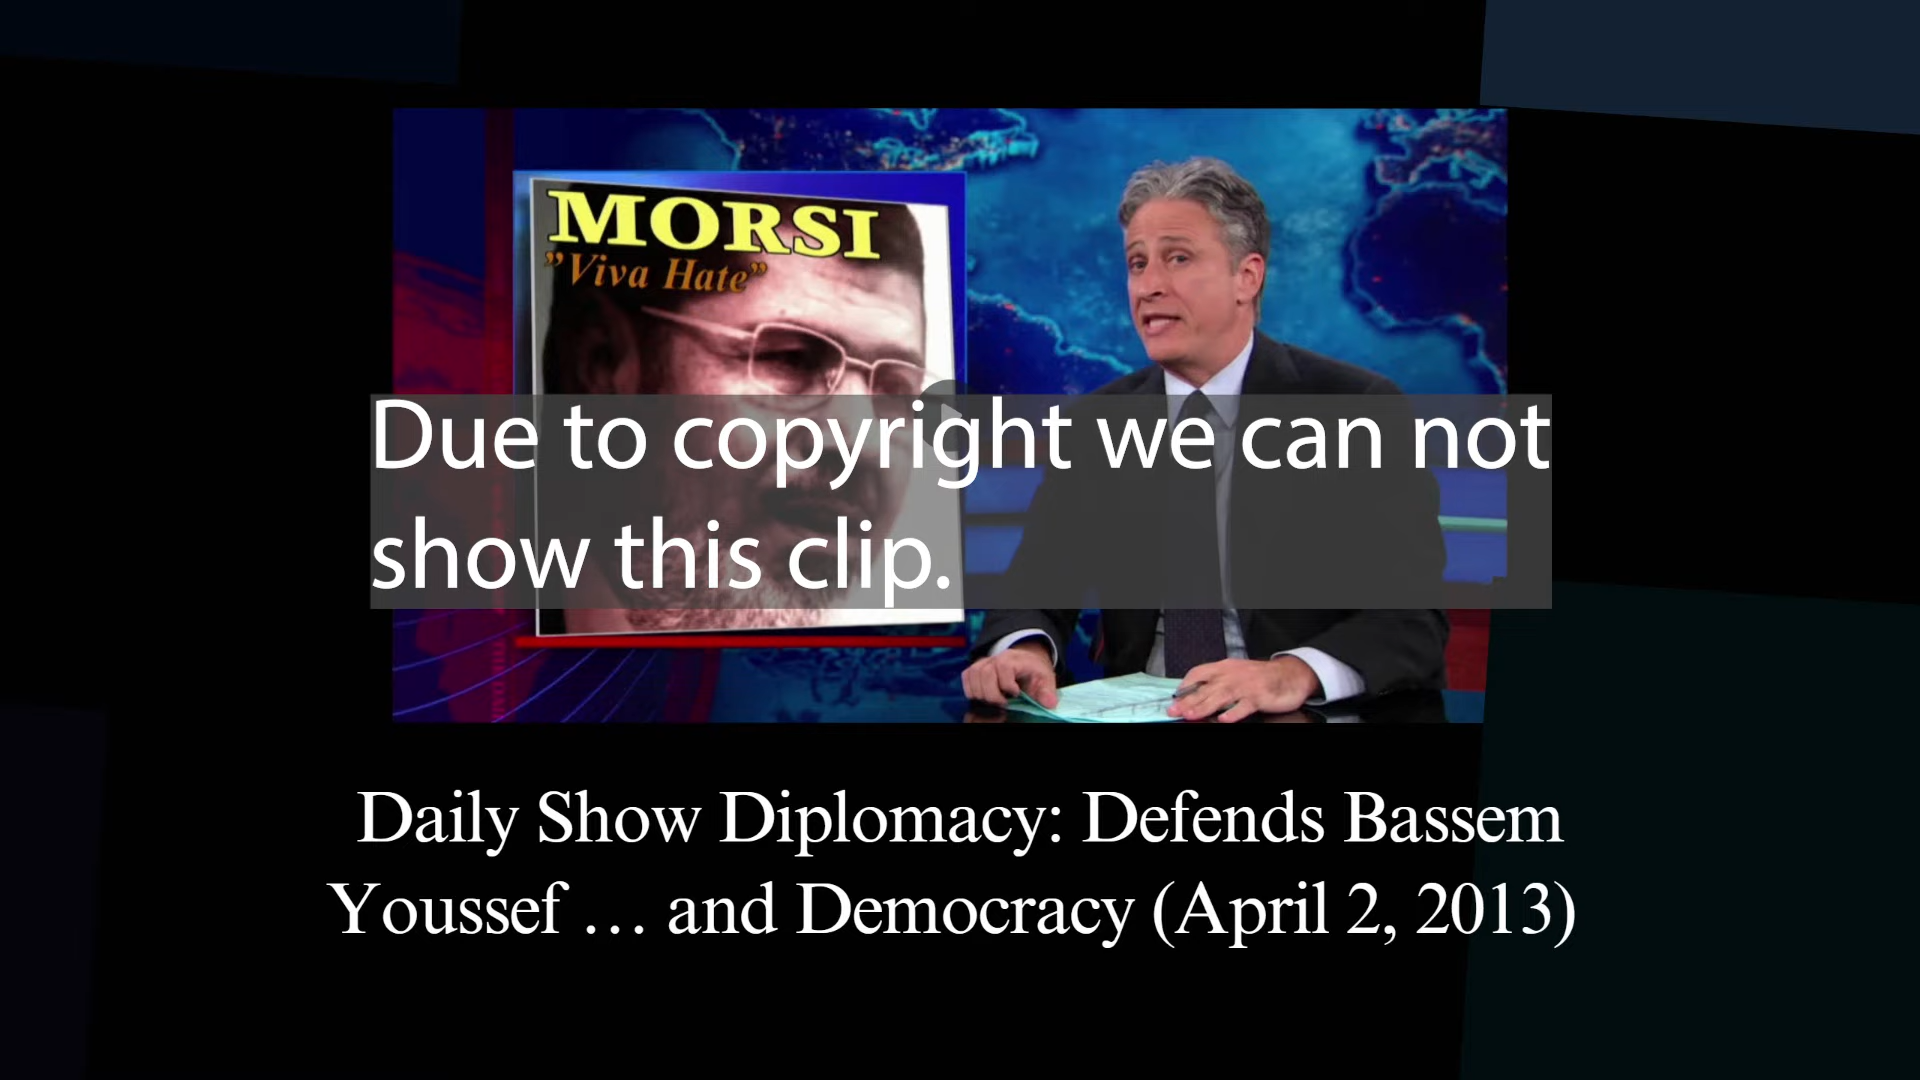 MORSI
"Viva Hate"
Due to copyright we can not
show this clip.
Daily Show Diplomacy: Defends Bassem
Youssef … and Democracy (April 2, 2013)